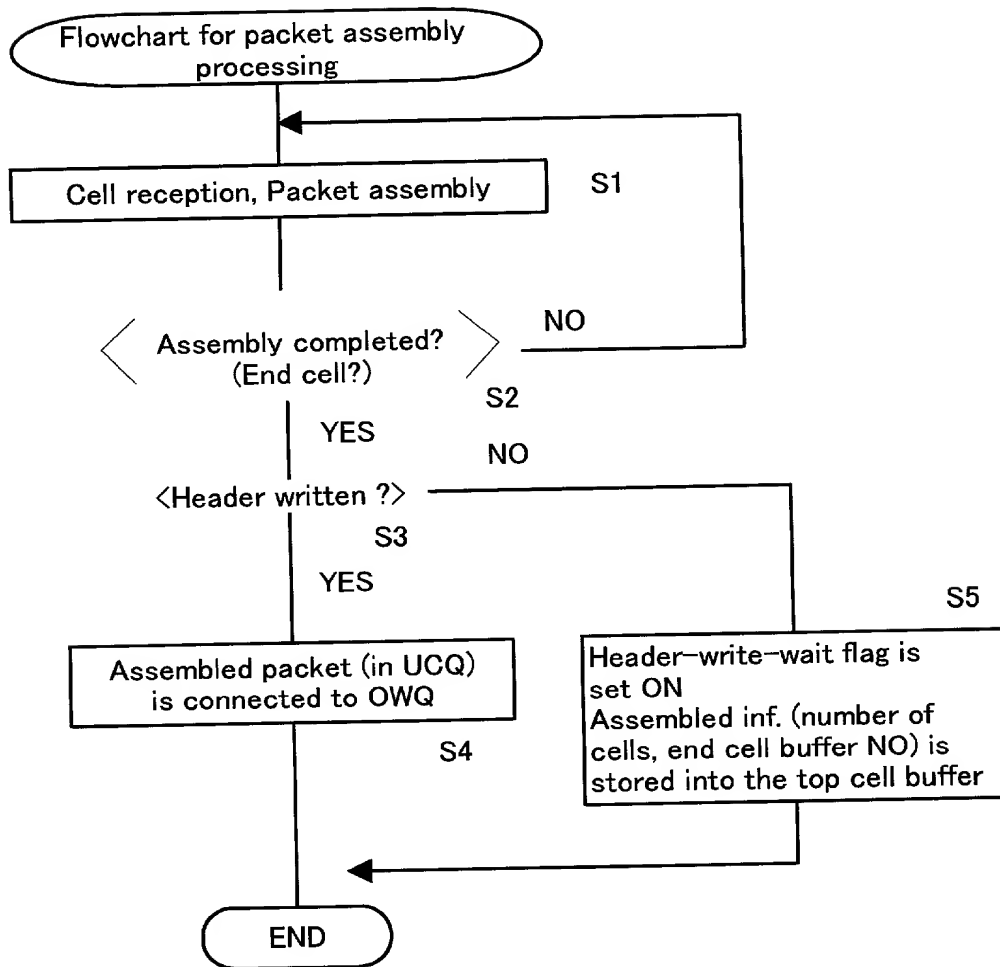 Flowchart for packet assembly
processing
Cell reception, Packet assembly
S1
Assembly completed?
(End cell?)
NO
S2
YES
NO
<Header written ?>
S3
YES
S5
Assembled packet (in UCQ)
is connected to OWQ
S4
Header-write-wait flag is
set ON
Assembled inf. (number of
cells, end cell buffer NO) is
stored into the top cell buffer
END